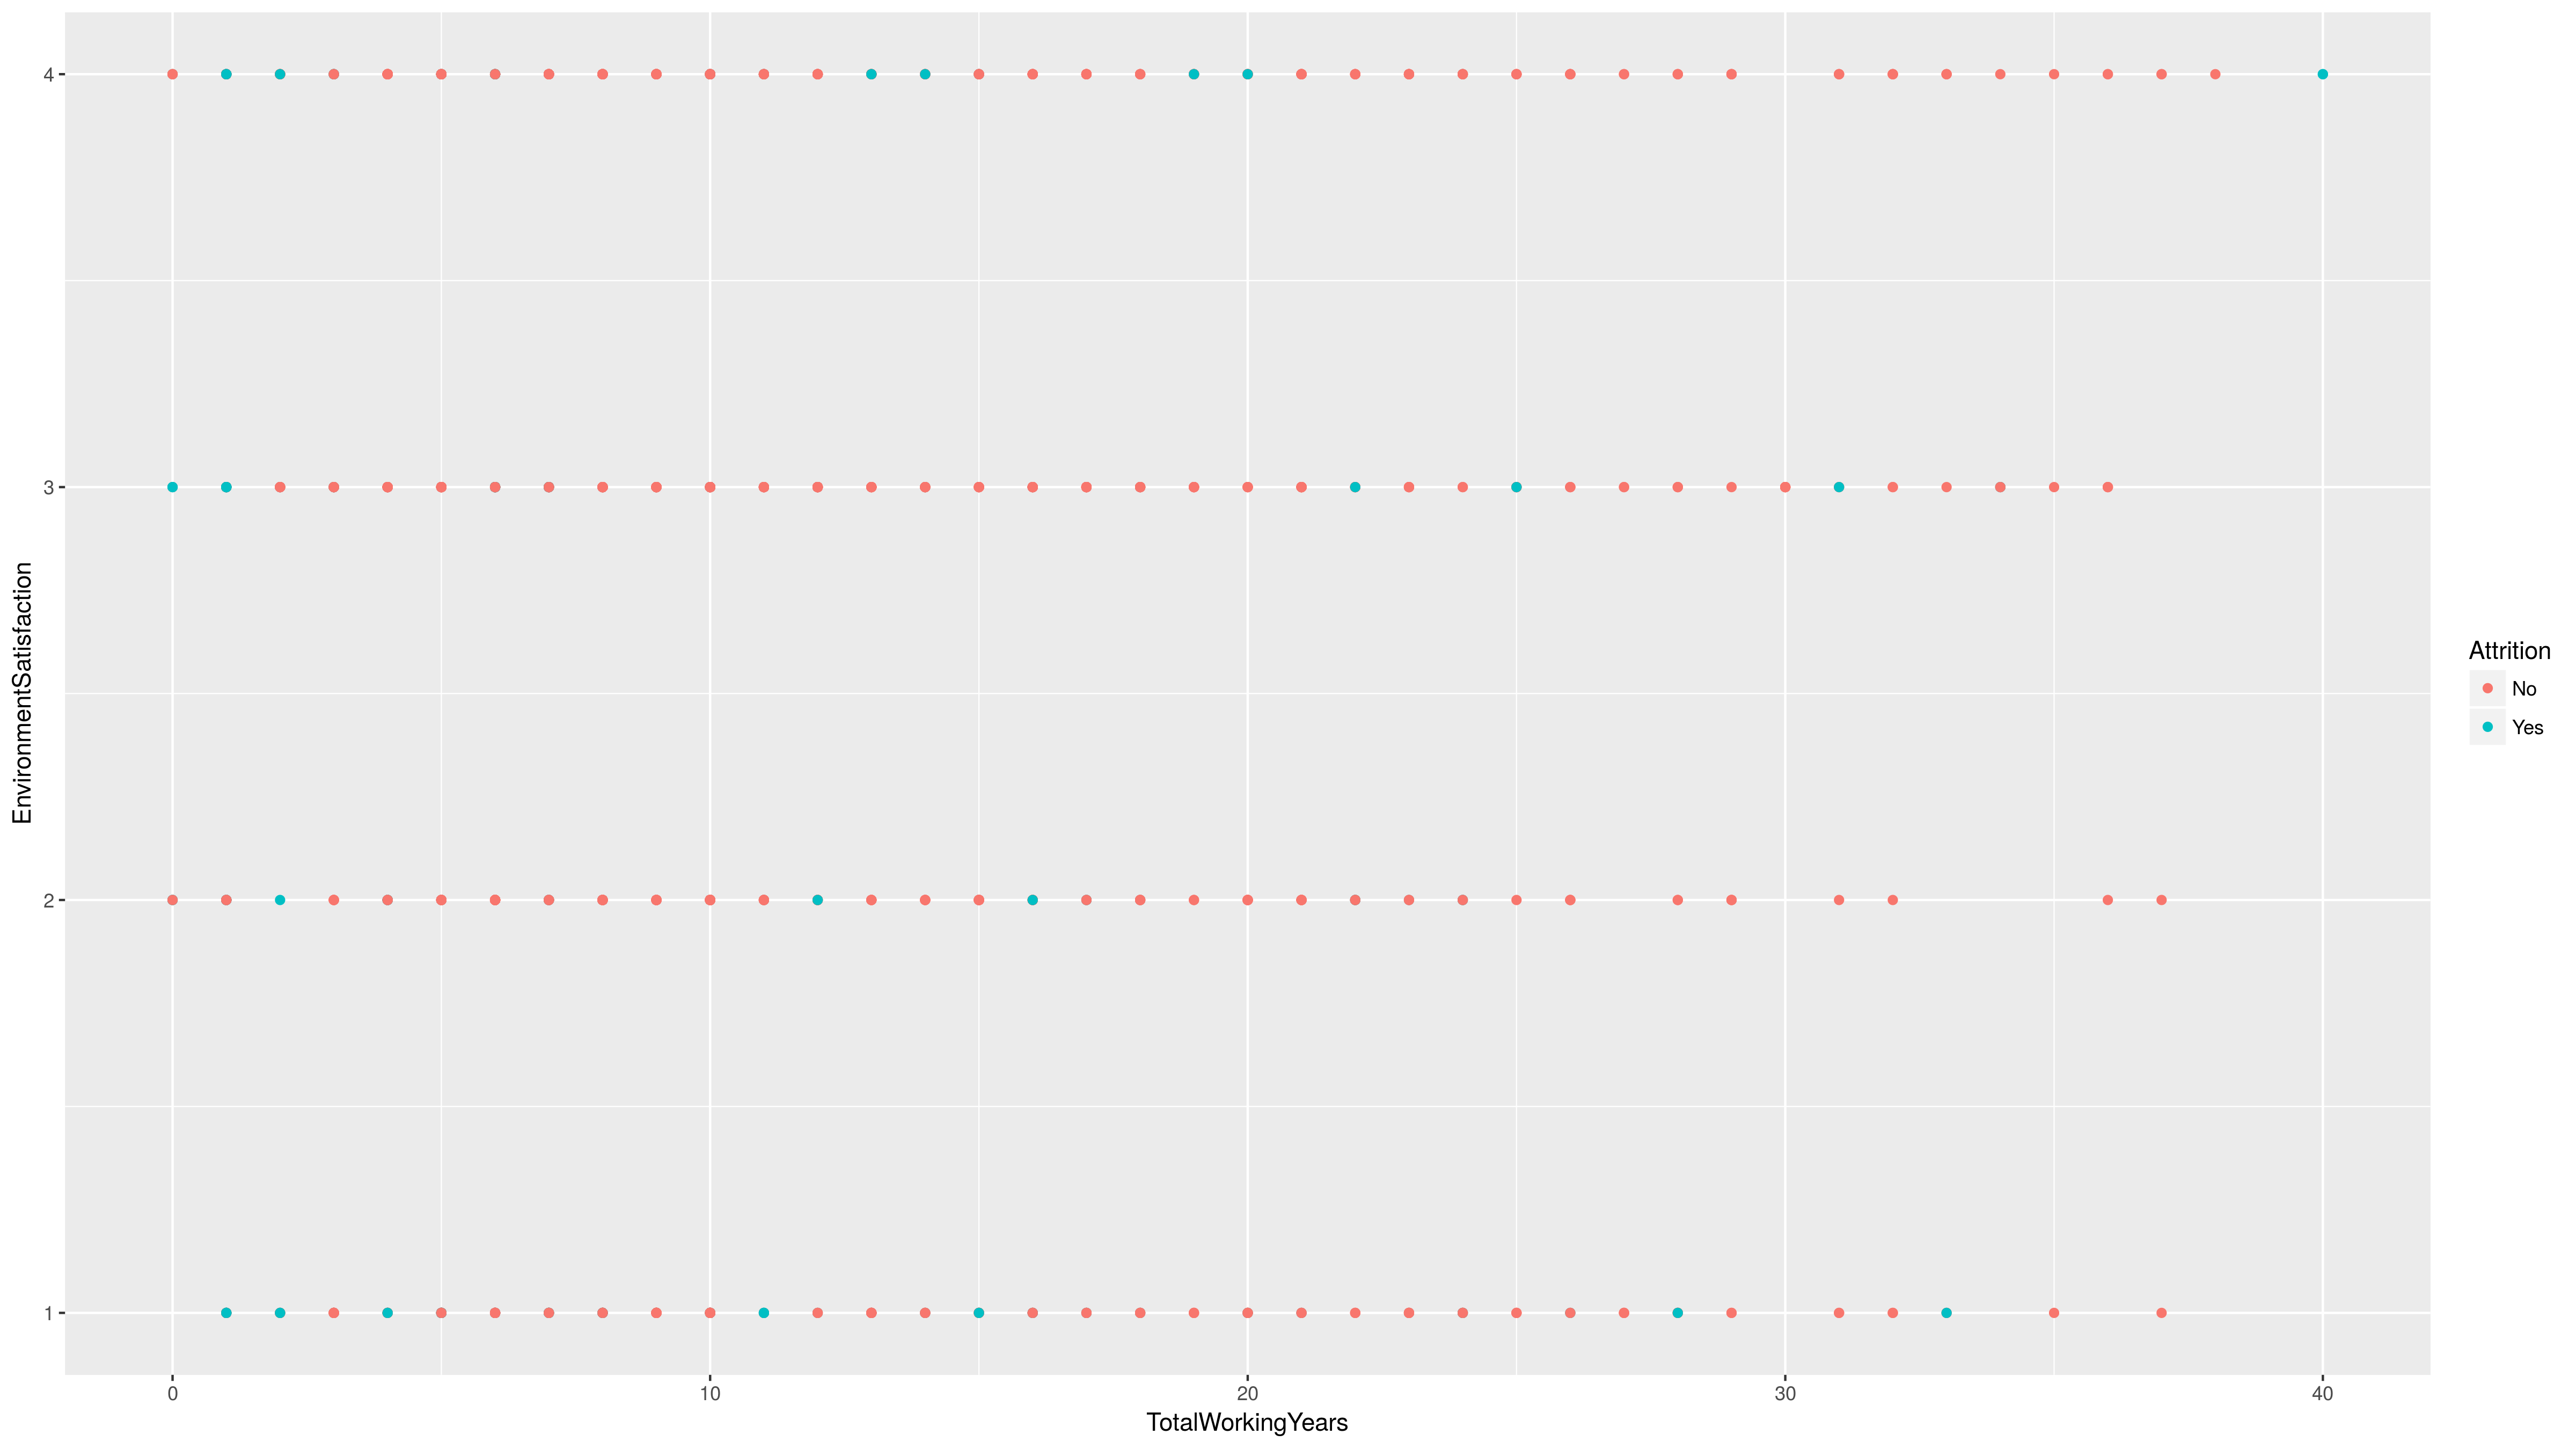 4
3
2
1
EnvironmentSatisfaction
0 10 20 30 40
TotalWorkingYears
Attrition
No
Yes